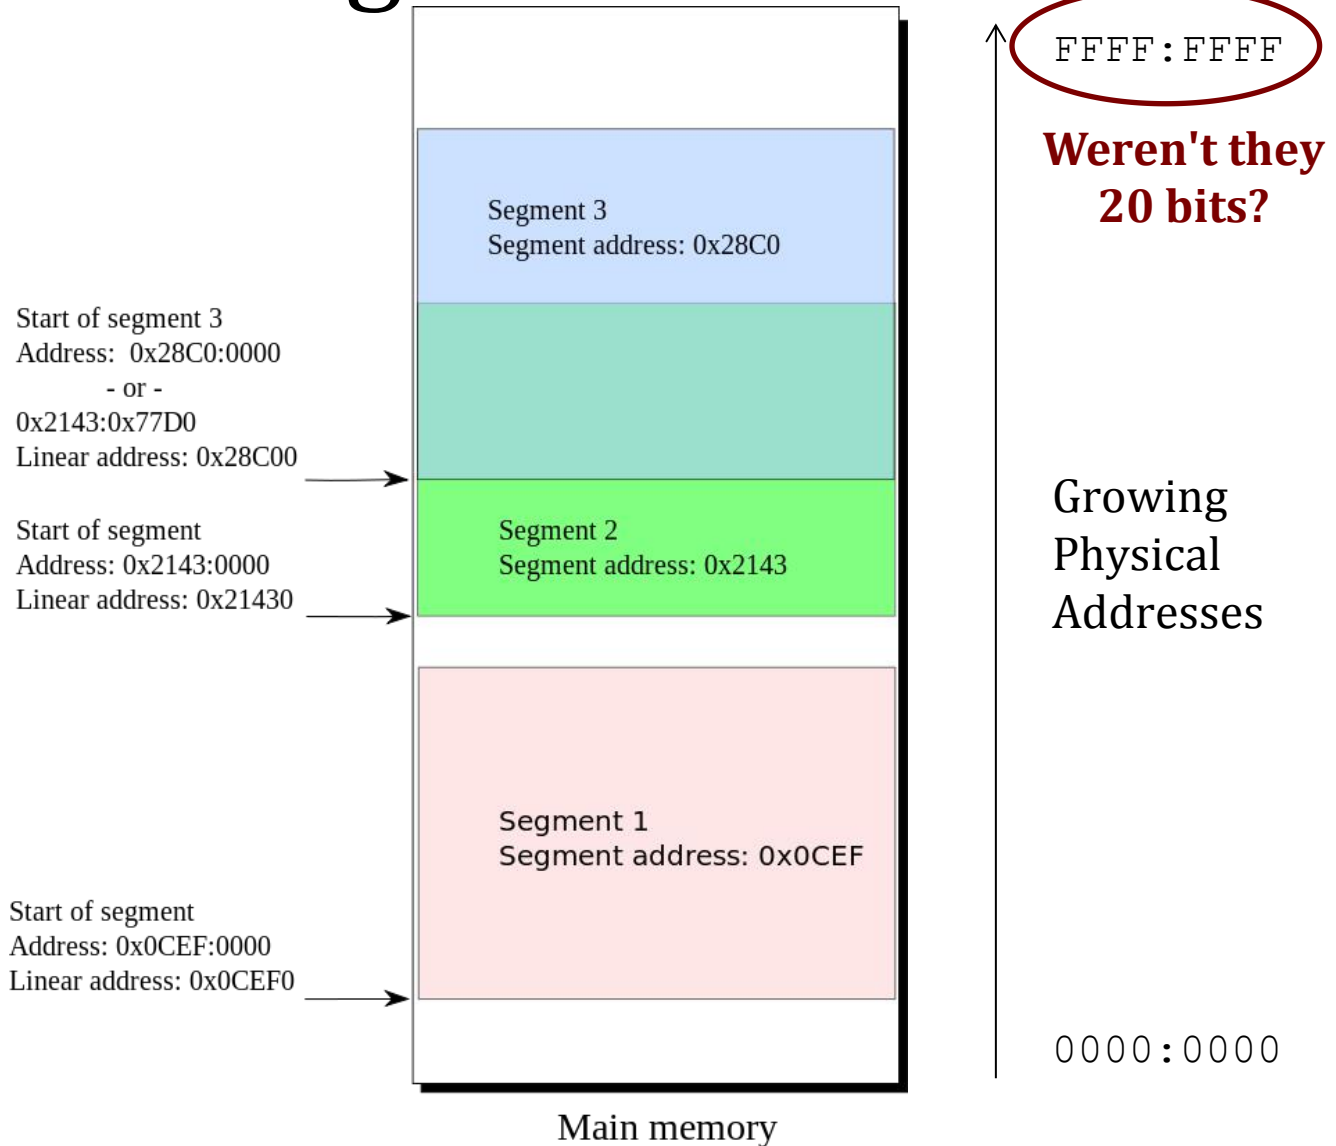 g
FFFF:FFFF
Weren't they
20 bits?
Segment 3
Segment address: 0x28C0
Start of segment 3
Address: 0x28C0:0000
- or -
0x2143:0x77D0
Linear address: 0x28C00
Start of segment
Address: 0x2143:0000
Linear address: 0x21430
Segment 2
Segment address: 0x2143
Growing
Physical
Addresses
Segment 1
Segment address: 0x0CEF
Start of segment
Address: 0x0CEF:0000
Linear address: 0x0CEF0
0000:0000
Main memory